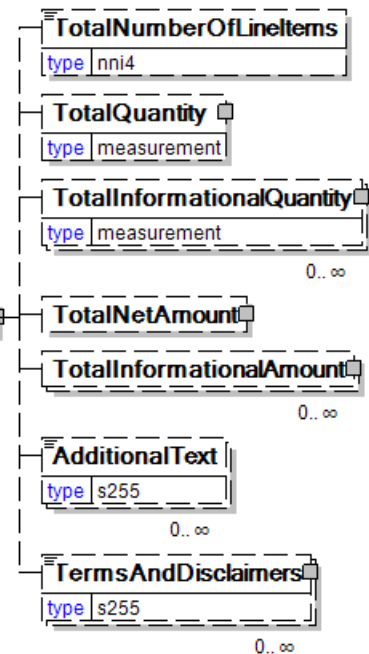 TotalNumberOfLineItems
type nni4
TotalQuantity
type measurement
TotalInformationalQuantity
type measurement
0.. ∞
TotalNetAmount
TotalInformationalAmount
0.. ∞
AdditionalText
type s255
0.. ∞
TermsAndDisclaimers
type s255
0.. ∞